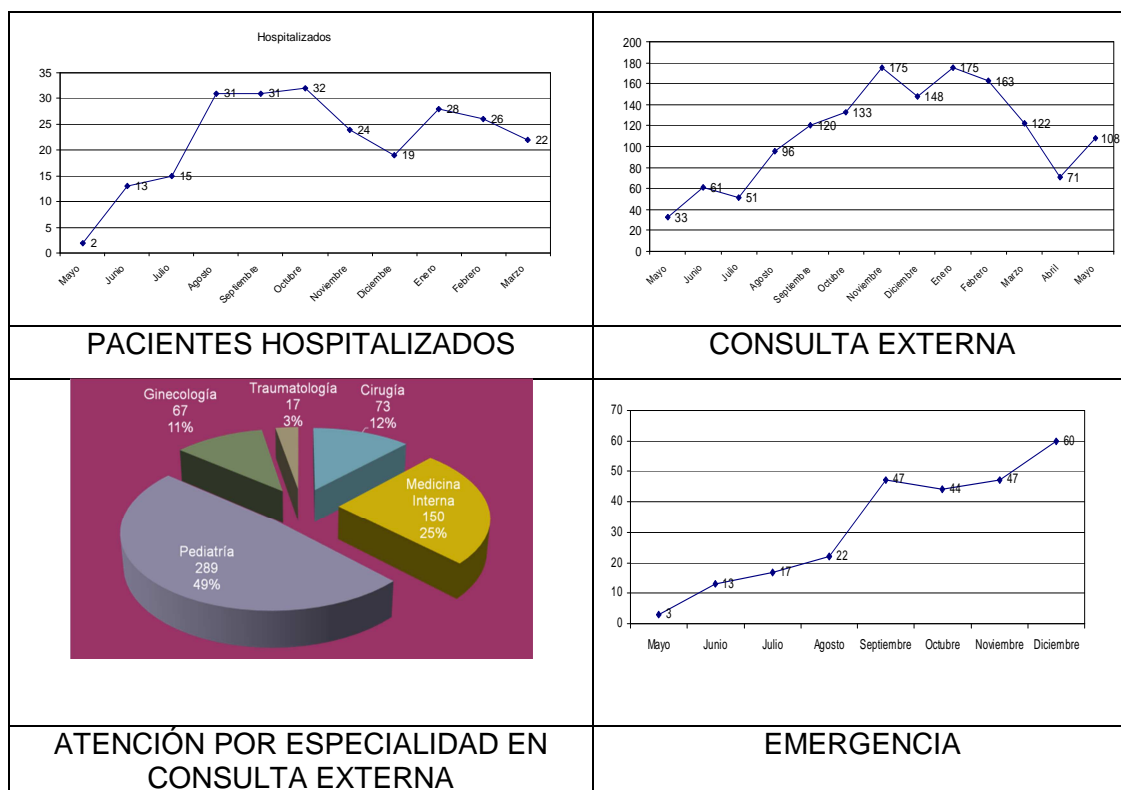 Hospitalizados
35
30
25
20
15
10
5
0
2
13
15
31
31
32
24
19
28
26
22
Mayo
Junio
Julio
Agosto
Septiembre
Octubre
Noviembre
Diciembre
Enero
Febrero
Marzo
PACIENTES HOSPITALIZADOS
200
180
160
140
120
100
80
60
40
20
0
33
61
51
96
120
133
175
148
175
163
122
71
108
Mayo
Junio
Julio
Agosto
Septiembre
Octubre
Noviembre
Diciembre
Enero
Febrero
Marzo
Abril
Mayo
CONSULTA EXTERNA
Ginecología
67
11%
Traumatología
17
3%
Cirugía
73
12%
Medicina
Interna
150
25%
Pediatría
289
49%
ATENCIÓN POR ESPECIALIDAD EN
CONSULTA EXTERNA
70
60
50
40
30
20
10
0
3
13
17
22
47
44
47
60
Mayo
Junio
Julio
Agosto
Septiembre
Octubre
Noviembre
Diciembre
EMERGENCIA